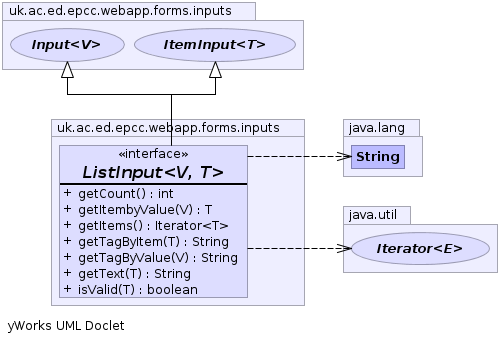 uk.ac.ed.epcc.webapp.forms.inputs
Input<V>
ItemInput<T>
uk.ac.ed.epcc.webapp.forms.inputs
«interface»
ListInput<V, T>
+ getCount() : int
+ getItembyValue(V) : T
+ getItems() : Iterator<T>
+ getTagByItem(T) : String
+ getTagByValue(V) : String
+ getText(T) : String
+ isValid(T) : boolean
java.lang
String
java.util
Iterator<E>
yWorks UML Doclet